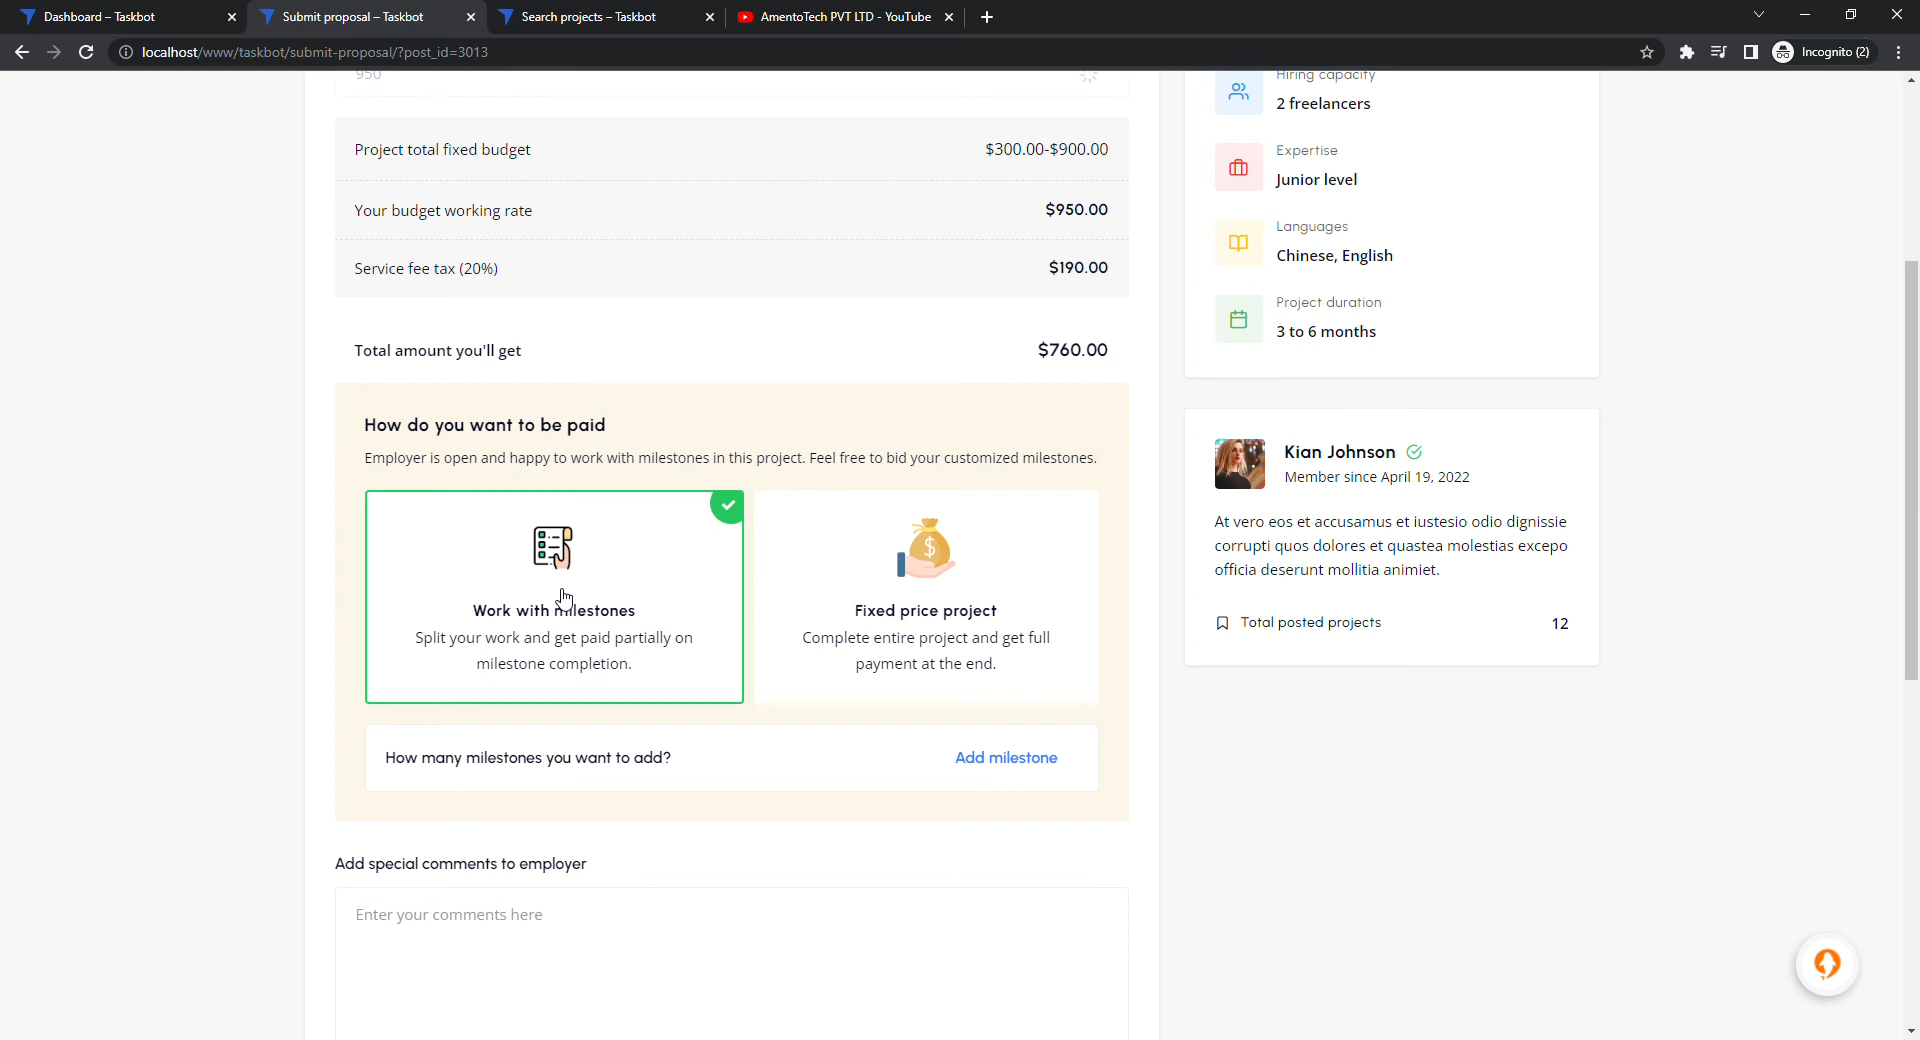 Dashboard – Taskbot
Submit proposal – Taskbot
Search projects – Taskbot
AmentoTech PVT LTD - YouTube
localhost/www/taskbot/submit-proposal/?post_id=3013
Incognito (2)
950
Project total fixed budget
$300.00-$900.00
Your budget working rate
$950.00
Service fee tax (20%)
$190.00
Total amount you'll get
$760.00
How do you want to be paid
Employer is open and happy to work with milestones in this project. Feel free to bid your customized milestones.
Work with milestones
Split your work and get paid partially on
milestone completion.
Fixed price project
Complete entire project and get full
payment at the end.
How many milestones you want to add?
Add milestone
Add special comments to employer
Enter your comments here
Hiring capacity
2 freelancers
Expertise
Junior level
Languages
Chinese, English
Project duration
3 to 6 months
Kian Johnson
Member since April 19, 2022
At vero eos et accusamus et iustesio odio dignissie
corrupti quos dolores et quastea molestias excepo
officia deserunt mollitia animiet.
Total posted projects
12